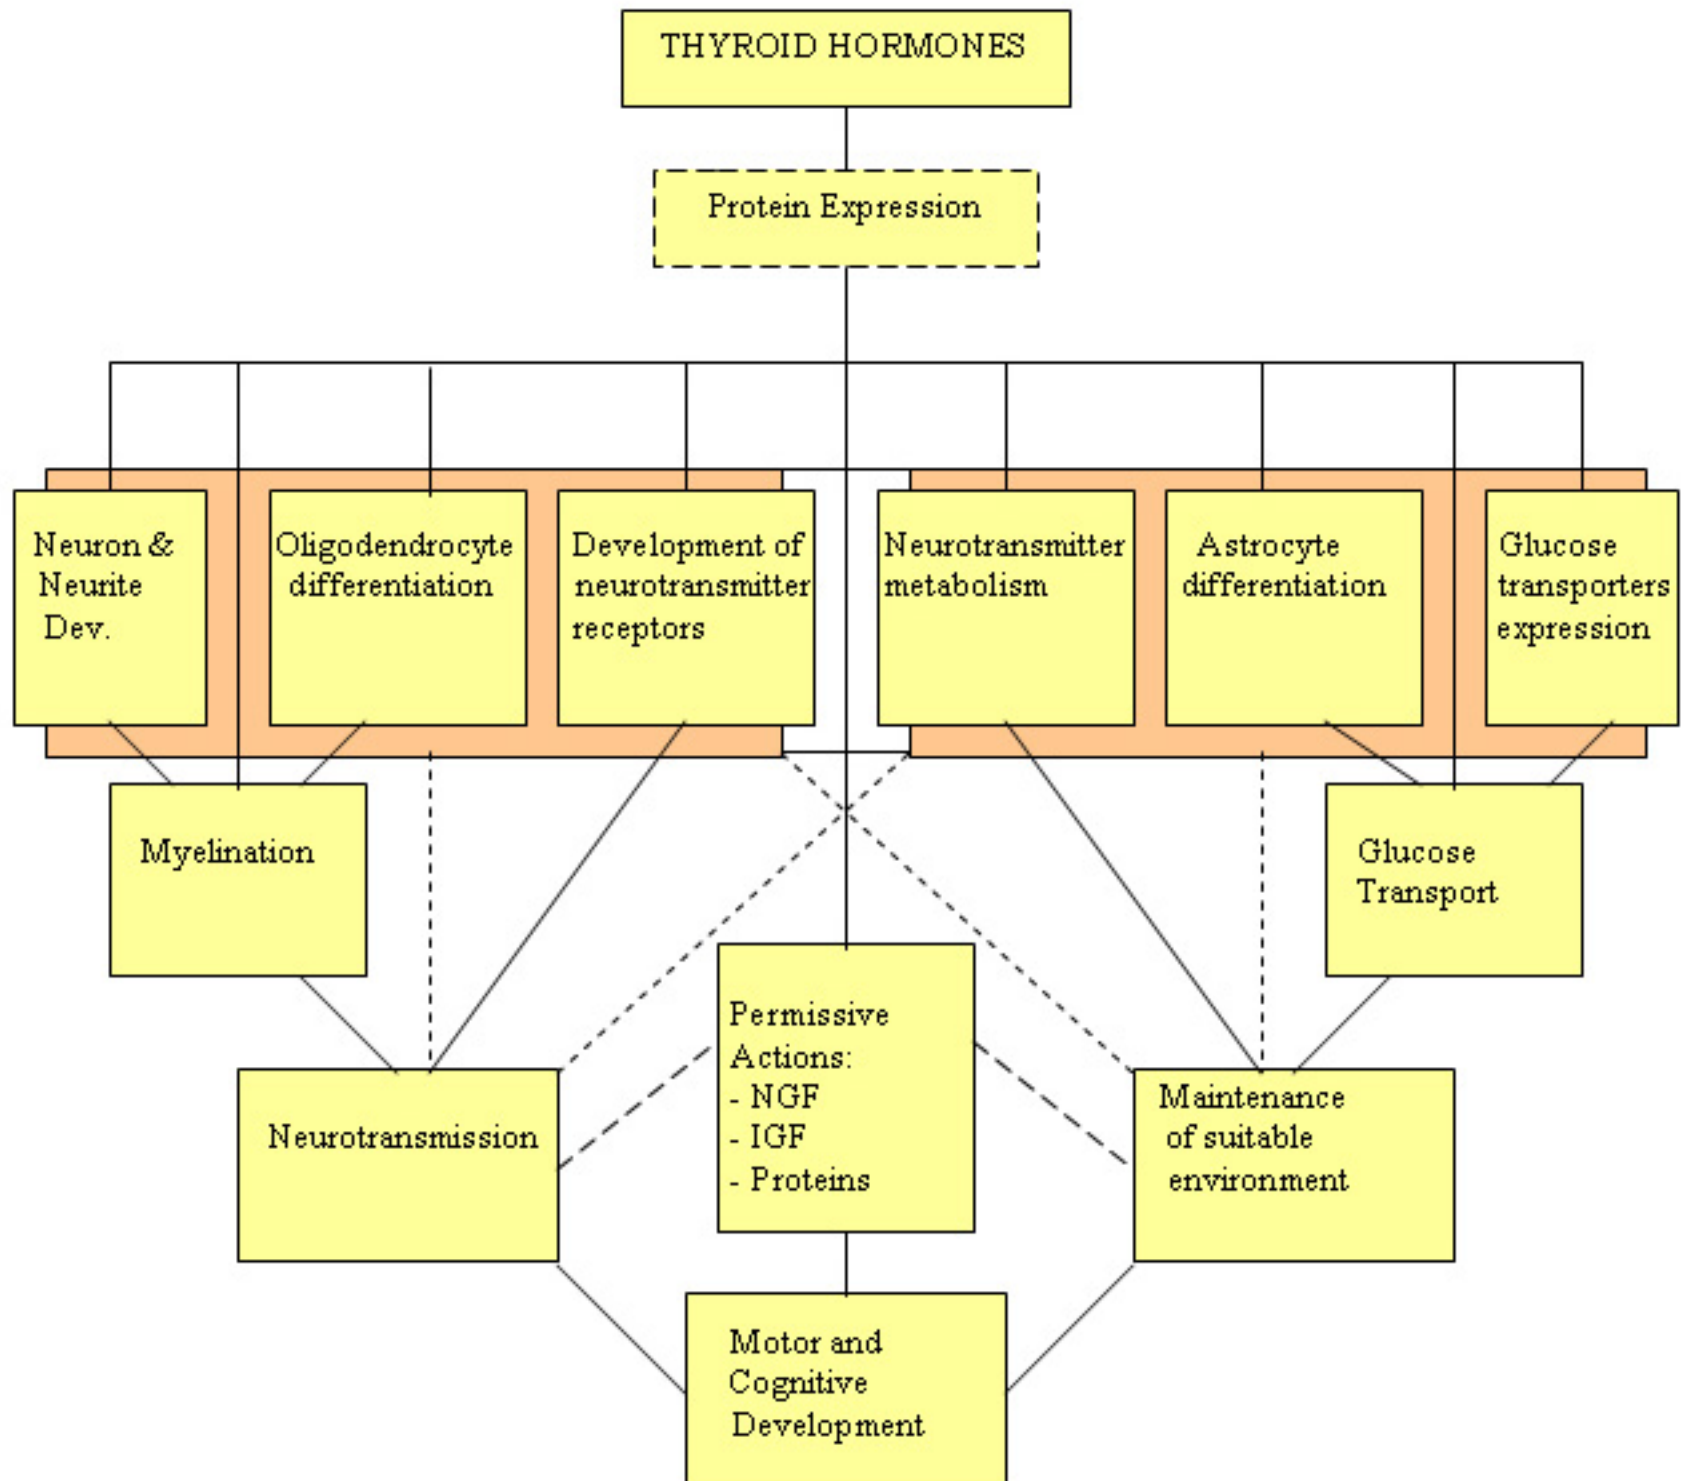 THYROID HORMONES
Protein Expression
Neuron &
Neurite
Dev.
Oligodendrocyte
differentiation
Development of
neurotransmitter
receptors
Neurotransmitter
metabolism
Astrocyte
differentiation
Glucose
transporters
expression
Myelination
Glucose
Transport
Neurotransmission
Permissive
Actions:
- NGF
- IGF
- Proteins
Maintenance
of suitable
environment
Motor and
Cognitive
Development